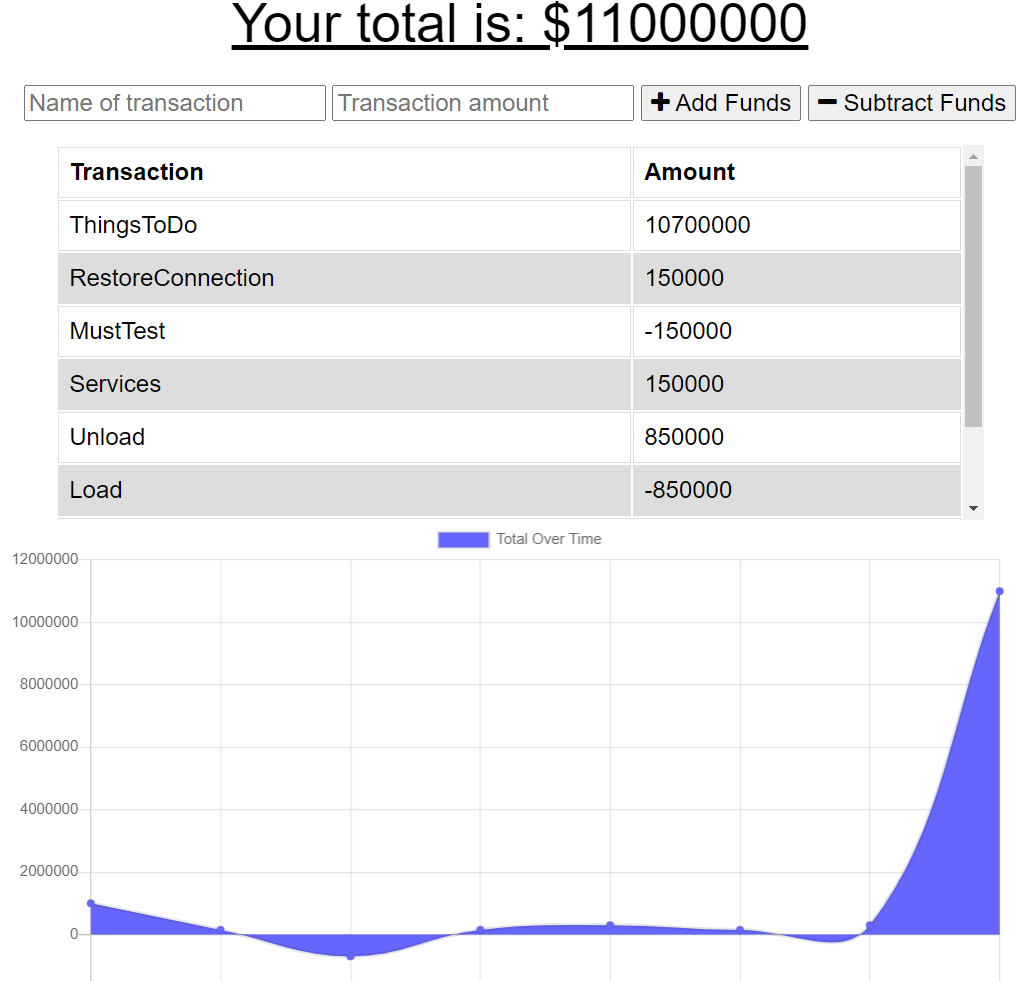 Your total is: $11000000
Name of transaction Transaction amount Add Funds Subtract Funds
Transaction Amount
ThingsToDo 10700000
RestoreConnection 150000
MustTest -150000
Services 150000
Unload 850000
Load -850000
Total Over Time
12000000
10000000
8000000
6000000
4000000
2000000
0